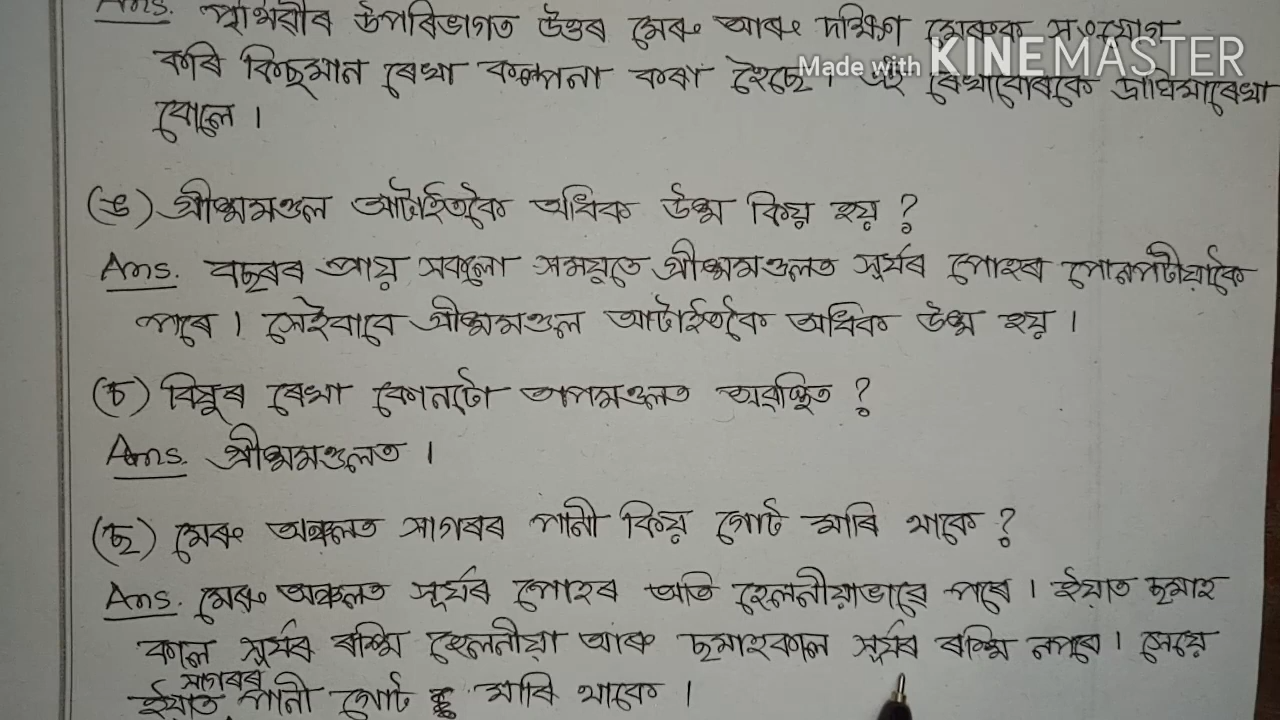 Ans. পৃথিৱীৰ উপৰিভাগত উত্তৰ মেৰু আৰু দক্ষিণ মেৰুক সংযোগ
Made with KINEMASTER
কৰি কিছুমান ৰেখা কল্পনা কৰা হৈছে। এই ৰেখাবোৰকে দ্ৰাঘিমাৰেখা
বোলে।
(ঙ) গ্ৰীষ্মমণ্ডল আটাইতকৈ অধিক উষ্ম কিয় হয়?
Ans. বছৰৰ প্ৰায় সকলো সময়তে গ্ৰীষ্মমণ্ডলত সূৰ্যৰ পোহৰ পোনপটীয়াকৈ
পৰে। সেইবাবে গ্ৰীষ্মমণ্ডল আটাইতকৈ অধিক উষ্ম হয়।
(চ) বিষুৱ ৰেখা কোনটো তাপমণ্ডলত অৱস্থিত?
Ans. গ্ৰীষ্মমণ্ডলত।
(ছ) মেৰু অঞ্চলত সাগৰৰ পানী কিয় গোট মাৰি থাকে?
Ans. মেৰু অঞ্চলত সূৰ্যৰ পোহৰ অতি হেলনীয়াভাৱে পৰে। ইয়াত ছমাহ
কাল সূৰ্যৰ ৰশ্মি হেলনীয়া আৰু ছমাহকাল সূৰ্যৰ ৰশ্মি নপৰে। সেয়ে
ইয়াত সাগৰৰ পানী গোট মাৰি থাকে।